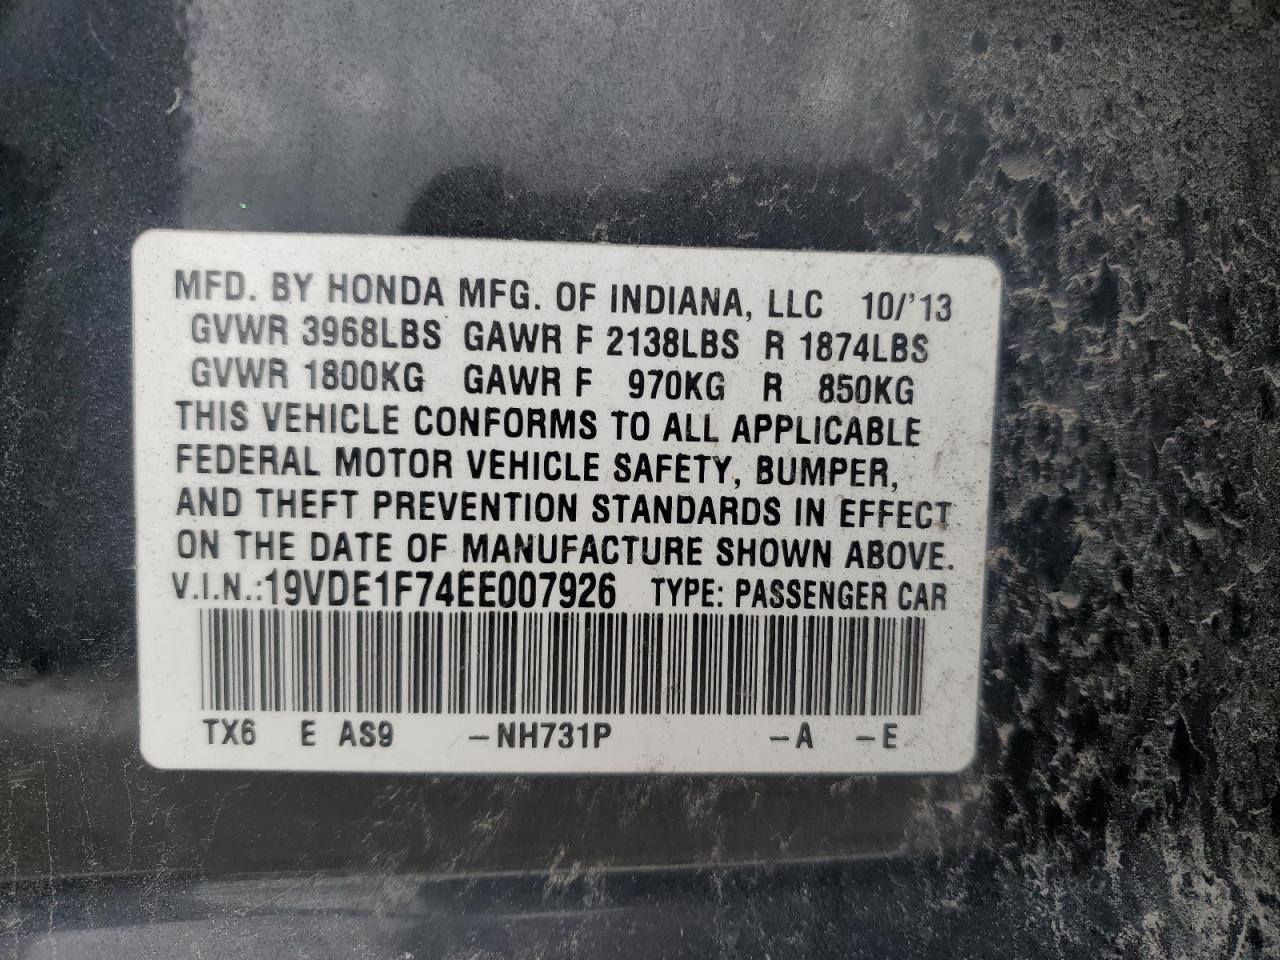 MFD. BY HONDA MFG. OF INDIANA, LLC 10/'13
GVWR 3968LBS GAWR F 2138LBS R 1874LBS
GVWR 1800KG GAWR F 970KG R 850KG
THIS VEHICLE CONFORMS TO ALL APPLICABLE
FEDERAL MOTOR VEHICLE SAFETY, BUMPER,
AND THEFT PREVENTION STANDARDS IN EFFECT
ON THE DATE OF MANUFACTURE SHOWN ABOVE.
V.I.N.:19VDE1F74EE007926 TYPE: PASSENGER CAR
TX6 E AS9 -NH731P -A -E